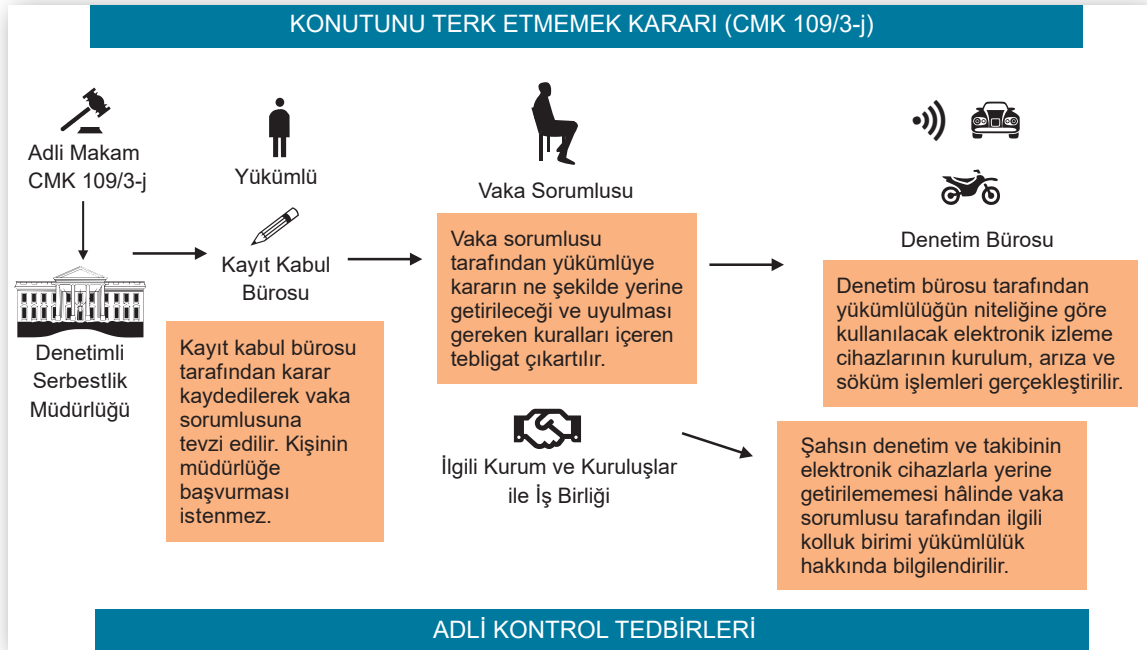 KONUTUNU TERK ETMEMEK KARARI (CMK 109/3-j)
Adli Makam
CMK 109/3-j
Denetimli
Serbestlik
Müdürlüğü
Yükümlü
Kayıt Kabul
Bürosu
Kayıt kabul bürosu
tarafından karar
kaydedilerek vaka
sorumlusuna
tevzi edilir. Kişinin
müdürlüğe
başvurması
istenmez.
Vaka Sorumlusu
Vaka sorumlusu
tarafından yükümlüye
kararın ne şekilde yerine
getirileceği ve uyulması
gereken kuralları içeren
tebligat çıkartılır.
Denetim Bürosu
Denetim bürosu tarafından
yükümlülüğün niteliğine göre
kullanılacak elektronik izleme
cihazlarının kurulum, arıza ve
söküm işlemleri gerçekleştirilir.
İlgili Kurum ve Kuruluşlar
ile İş Birliği
Şahsın denetim ve takibinin
elektronik cihazlarla yerine
getirilememesi hâlinde vaka
sorumlusu tarafından ilgili
kolluk birimi yükümlülük
hakkında bilgilendirilir.
ADLİ KONTROL TEDBİRLERİ